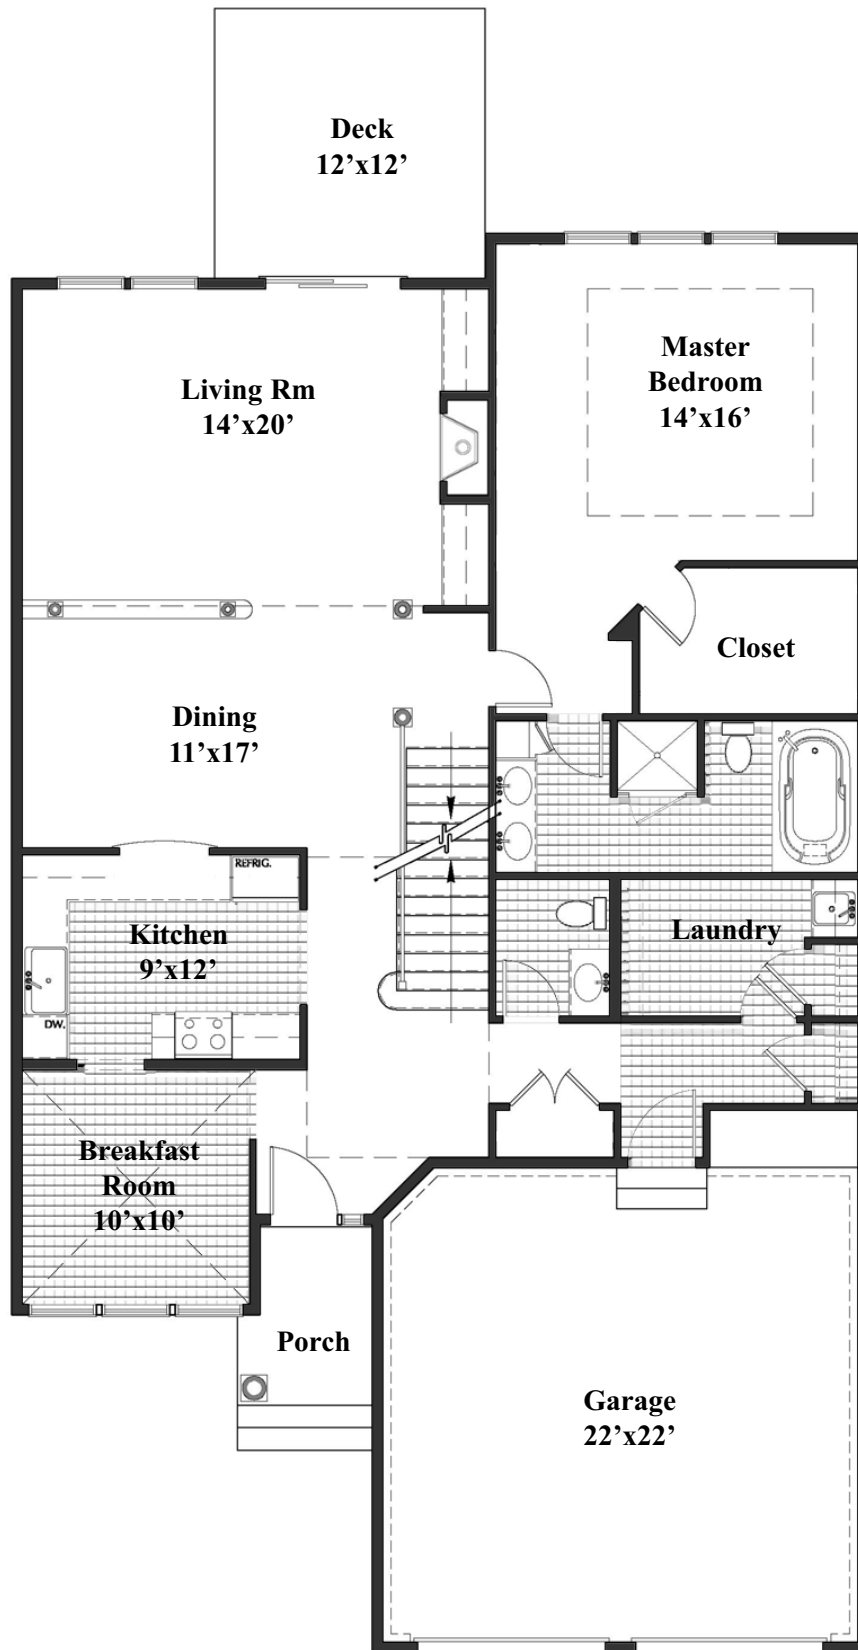 Deck
12’x12’
Master
Bedroom
14’x16’
Living Rm
14’x20’
Closet
Dining
11’x17’
REFRIG.
Kitchen
9’x12’
Laundry
DW.
Breakfast
Room
10’x10’
Porch
Garage
22’x22’